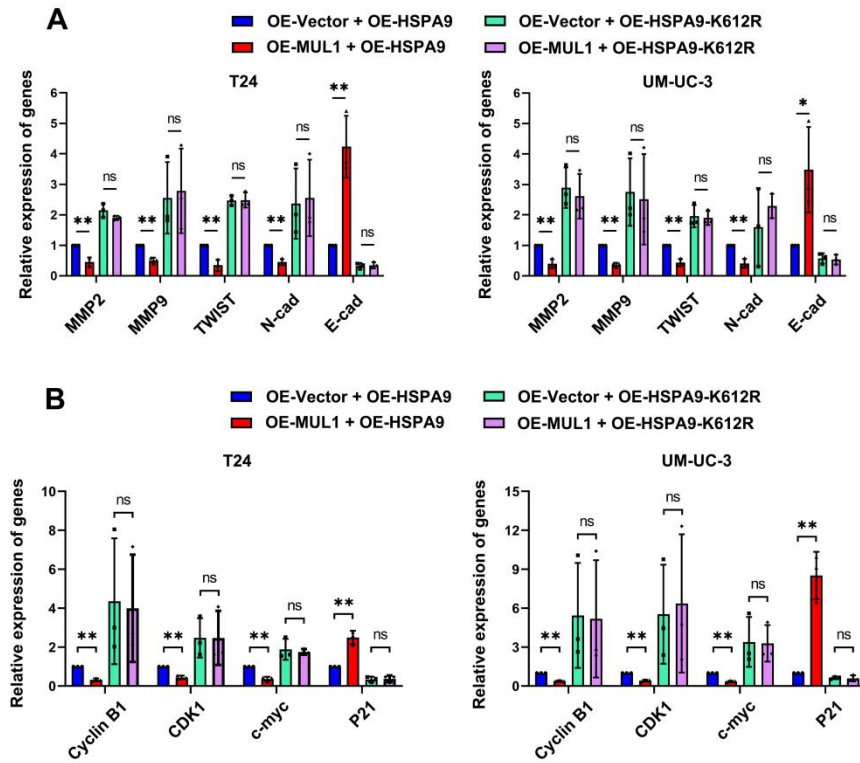 A
OE-Vector + OE-HSPA9 OE-Vector + OE-HSPA9-K612R
OE-MUL1 + OE-HSPA9 OE-MUL1 + OE-HSPA9-K612R
T24
Relative expression of genes
6
5
4
3
2
1
0
** ns ** ns ** ns ** ns ** ns
MMP2 MMP9 TWIST N-cad E-cad
UM-UC-3
Relative expression of genes
6
5
4
3
2
1
0
** ns ** ns ** ns ** ns * ns
MMP2 MMP9 TWIST N-cad E-cad
B
OE-Vector + OE-HSPA9 OE-Vector + OE-HSPA9-K612R
OE-MUL1 + OE-HSPA9 OE-MUL1 + OE-HSPA9-K612R
T24
Relative expression of genes
10
8
6
4
2
0
** ns ** ns ** ns ** ns
Cyclin B1 CDK1 c-myc P21
UM-UC-3
Relative expression of genes
15
12
9
6
3
0
** ns ** ns ** ns ** ns
Cyclin B1 CDK1 c-myc P21